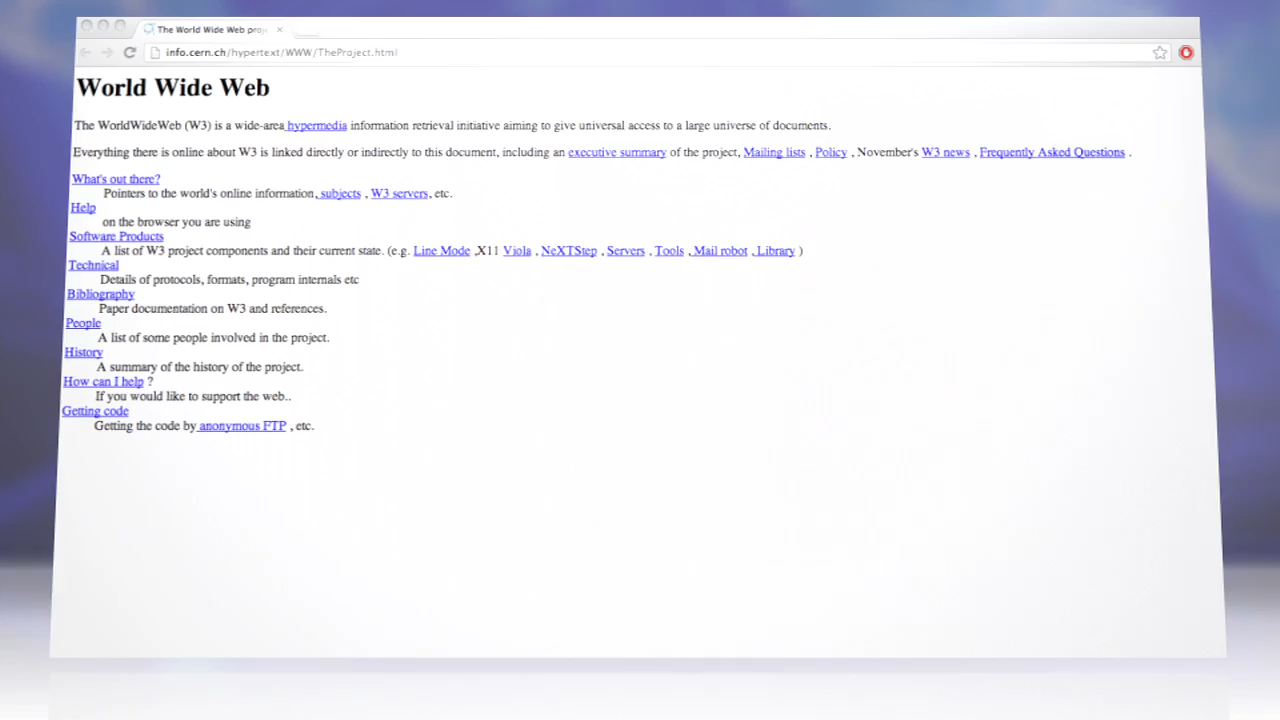 The World Wide Web proj
info.cern.ch/hypertext/WWW/TheProject.html
World Wide Web
The WorldWideWeb (W3) is a wide-area hypermedia information retrieval initiative aiming to give universal access to a large universe of documents.
Everything there is online about W3 is linked directly or indirectly to this document, including an executive summary of the project, Mailing lists , Policy , November's W3 news , Frequently Asked Questions .
What's out there?
Pointers to the world's online information, subjects , W3 servers, etc.
Help
on the browser you are using
Software Products
A list of W3 project components and their current state. (e.g. Line Mode ,X11 Viola , NeXTStep , Servers , Tools , Mail robot , Library )
Technical
Details of protocols, formats, program internals etc
Bibliography
Paper documentation on W3 and references.
People
A list of some people involved in the project.
History
A summary of the history of the project.
How can I help ?
If you would like to support the web..
Getting code
Getting the code by anonymous FTP , etc.